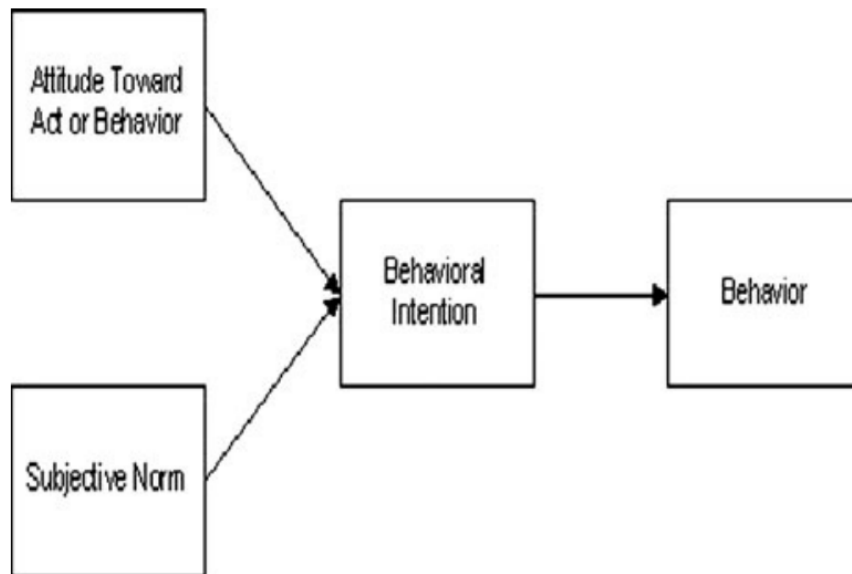 Attitude Toward
Act or Behavior
Behavioral
Intention
Behavior
Subjective Norm